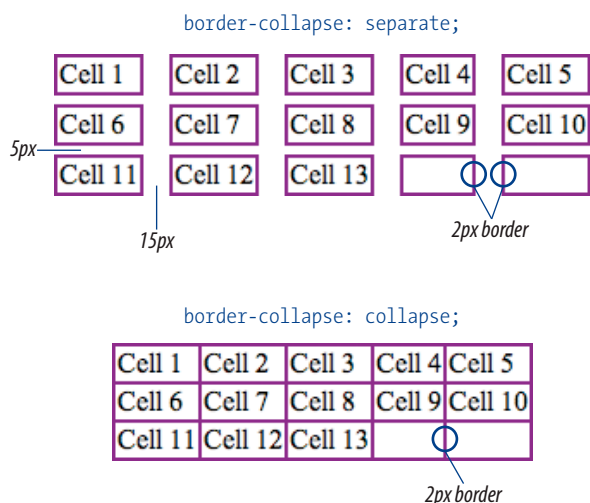 border-collapse: separate;
Cell 1 Cell 2 Cell 3 Cell 4 Cell 5
Cell 6 Cell 7 Cell 8 Cell 9 Cell 10
5px
Cell 11 Cell 12 Cell 13
2px border
15px
border-collapse: collapse;
Cell 1 Cell 2 Cell 3 Cell 4 Cell 5
Cell 6 Cell 7 Cell 8 Cell 9 Cell 10
Cell 11 Cell 12 Cell 13
2px border